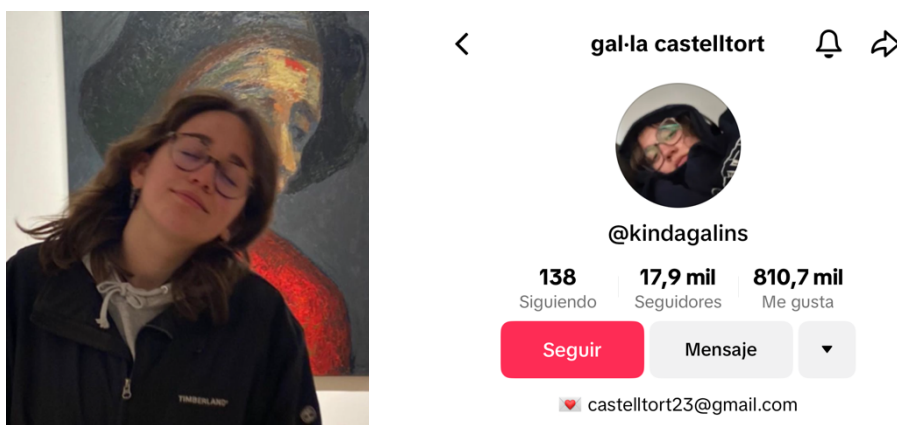 TIMBERLAND
gal·la castelltort
@kindagalins
138 17,9 mil 810,7 mil
Siguiendo Seguidores Me gusta
Seguir Mensaje
💌 castelltort23@gmail.com